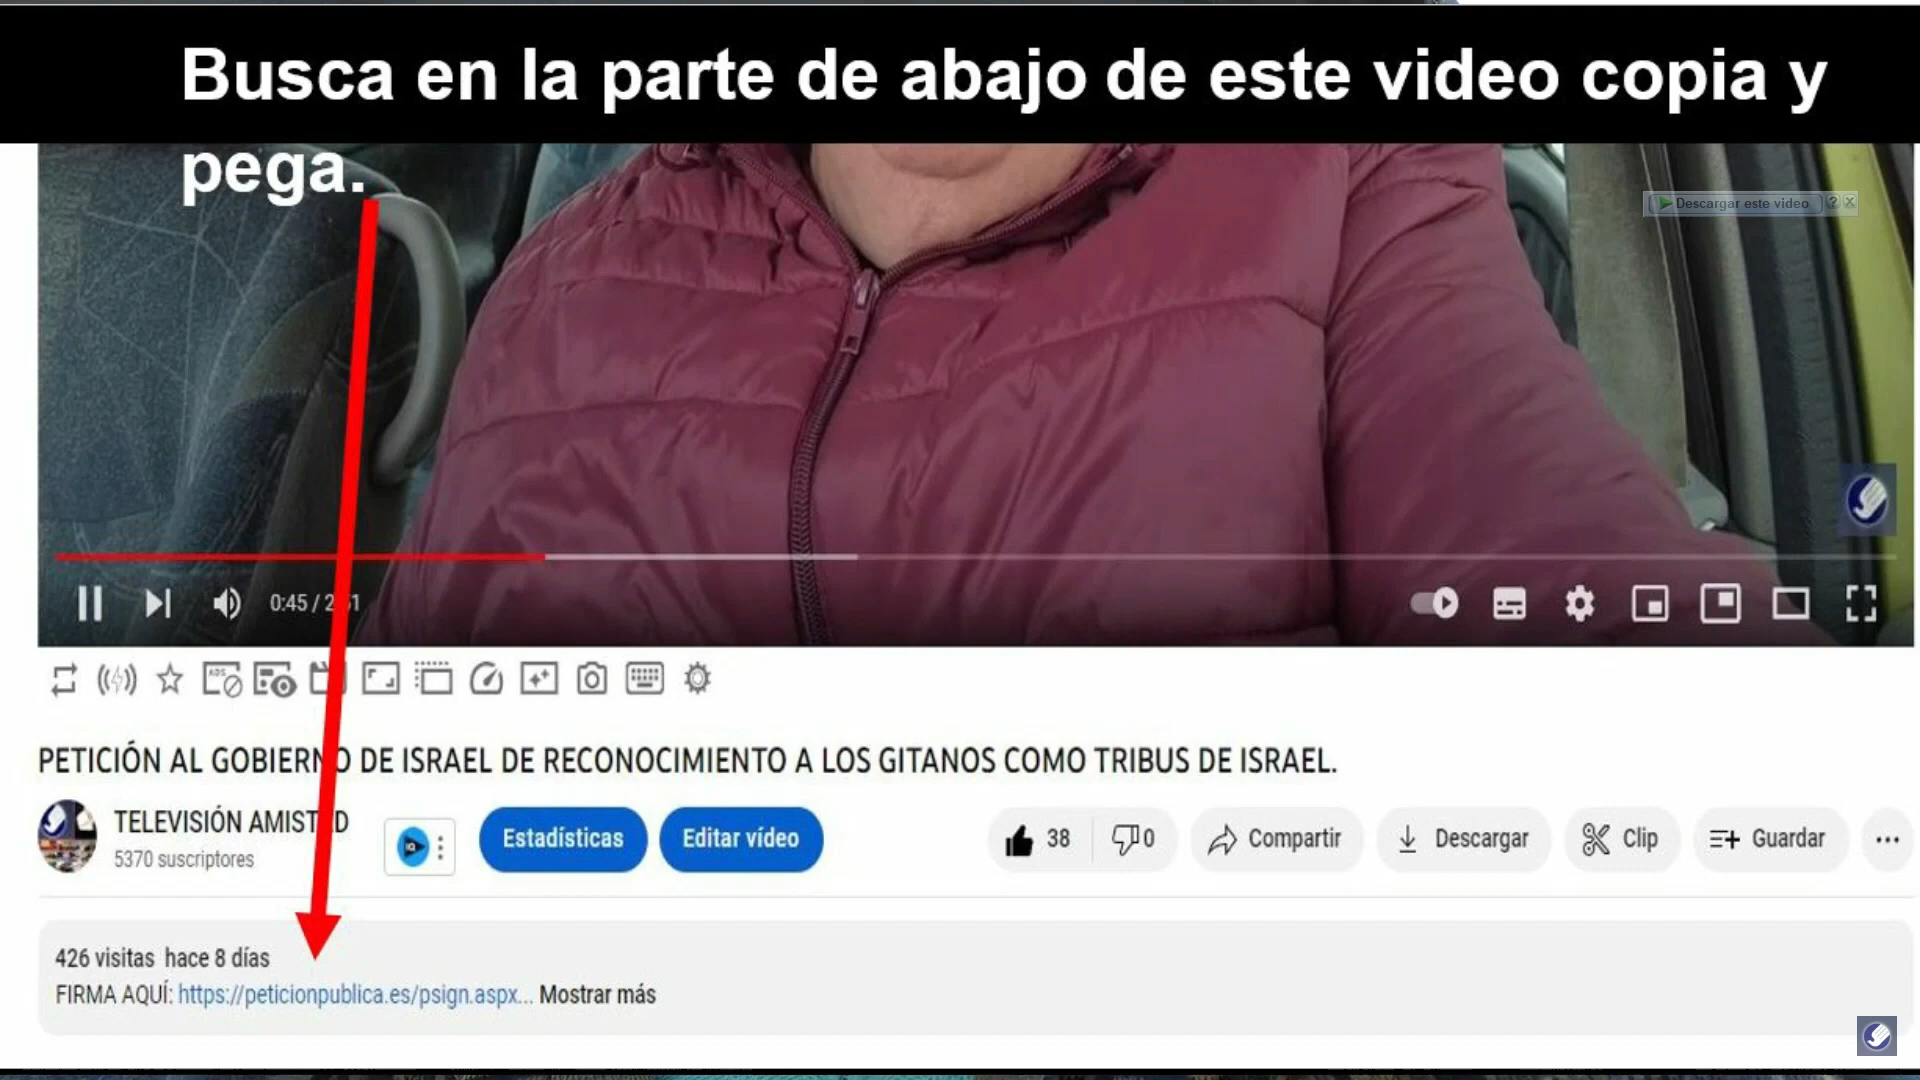 Busca en la parte de abajo de este video copia y
pega.
Descargar este video
0:45 /
PETICIÓN AL GOBIERNO DE ISRAEL DE RECONOCIMIENTO A LOS GITANOS COMO TRIBUS DE ISRAEL.
TELEVISIÓN AMISTAD
5370 suscriptores
Estadísticas
Editar vídeo
38
0
Compartir
Descargar
Clip
Guardar
426 visitas hace 8 días
FIRMA AQUÍ: https://peticionpublica.es/psign.aspx... Mostrar más